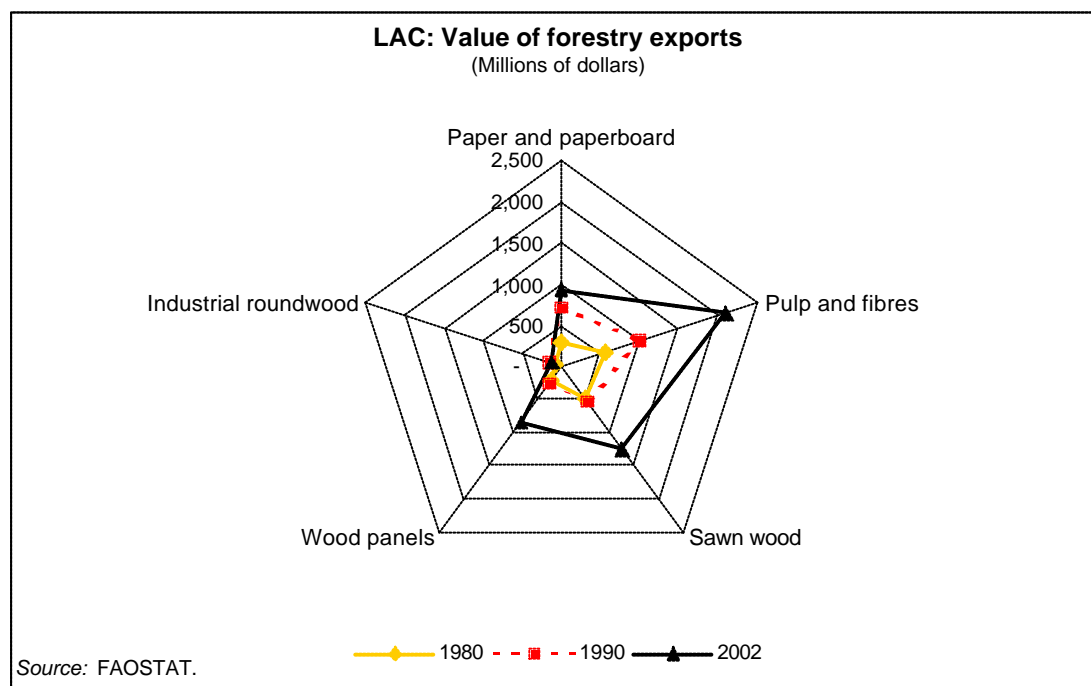 LAC: Value of forestry exports
(Millions of dollars)
Paper and paperboard
2,500
2,000
1,500
1,000
500
-
Industrial roundwood
Pulp and fibres
Wood panels
Sawn wood
1980 1990 2002
Source: FAOSTAT.